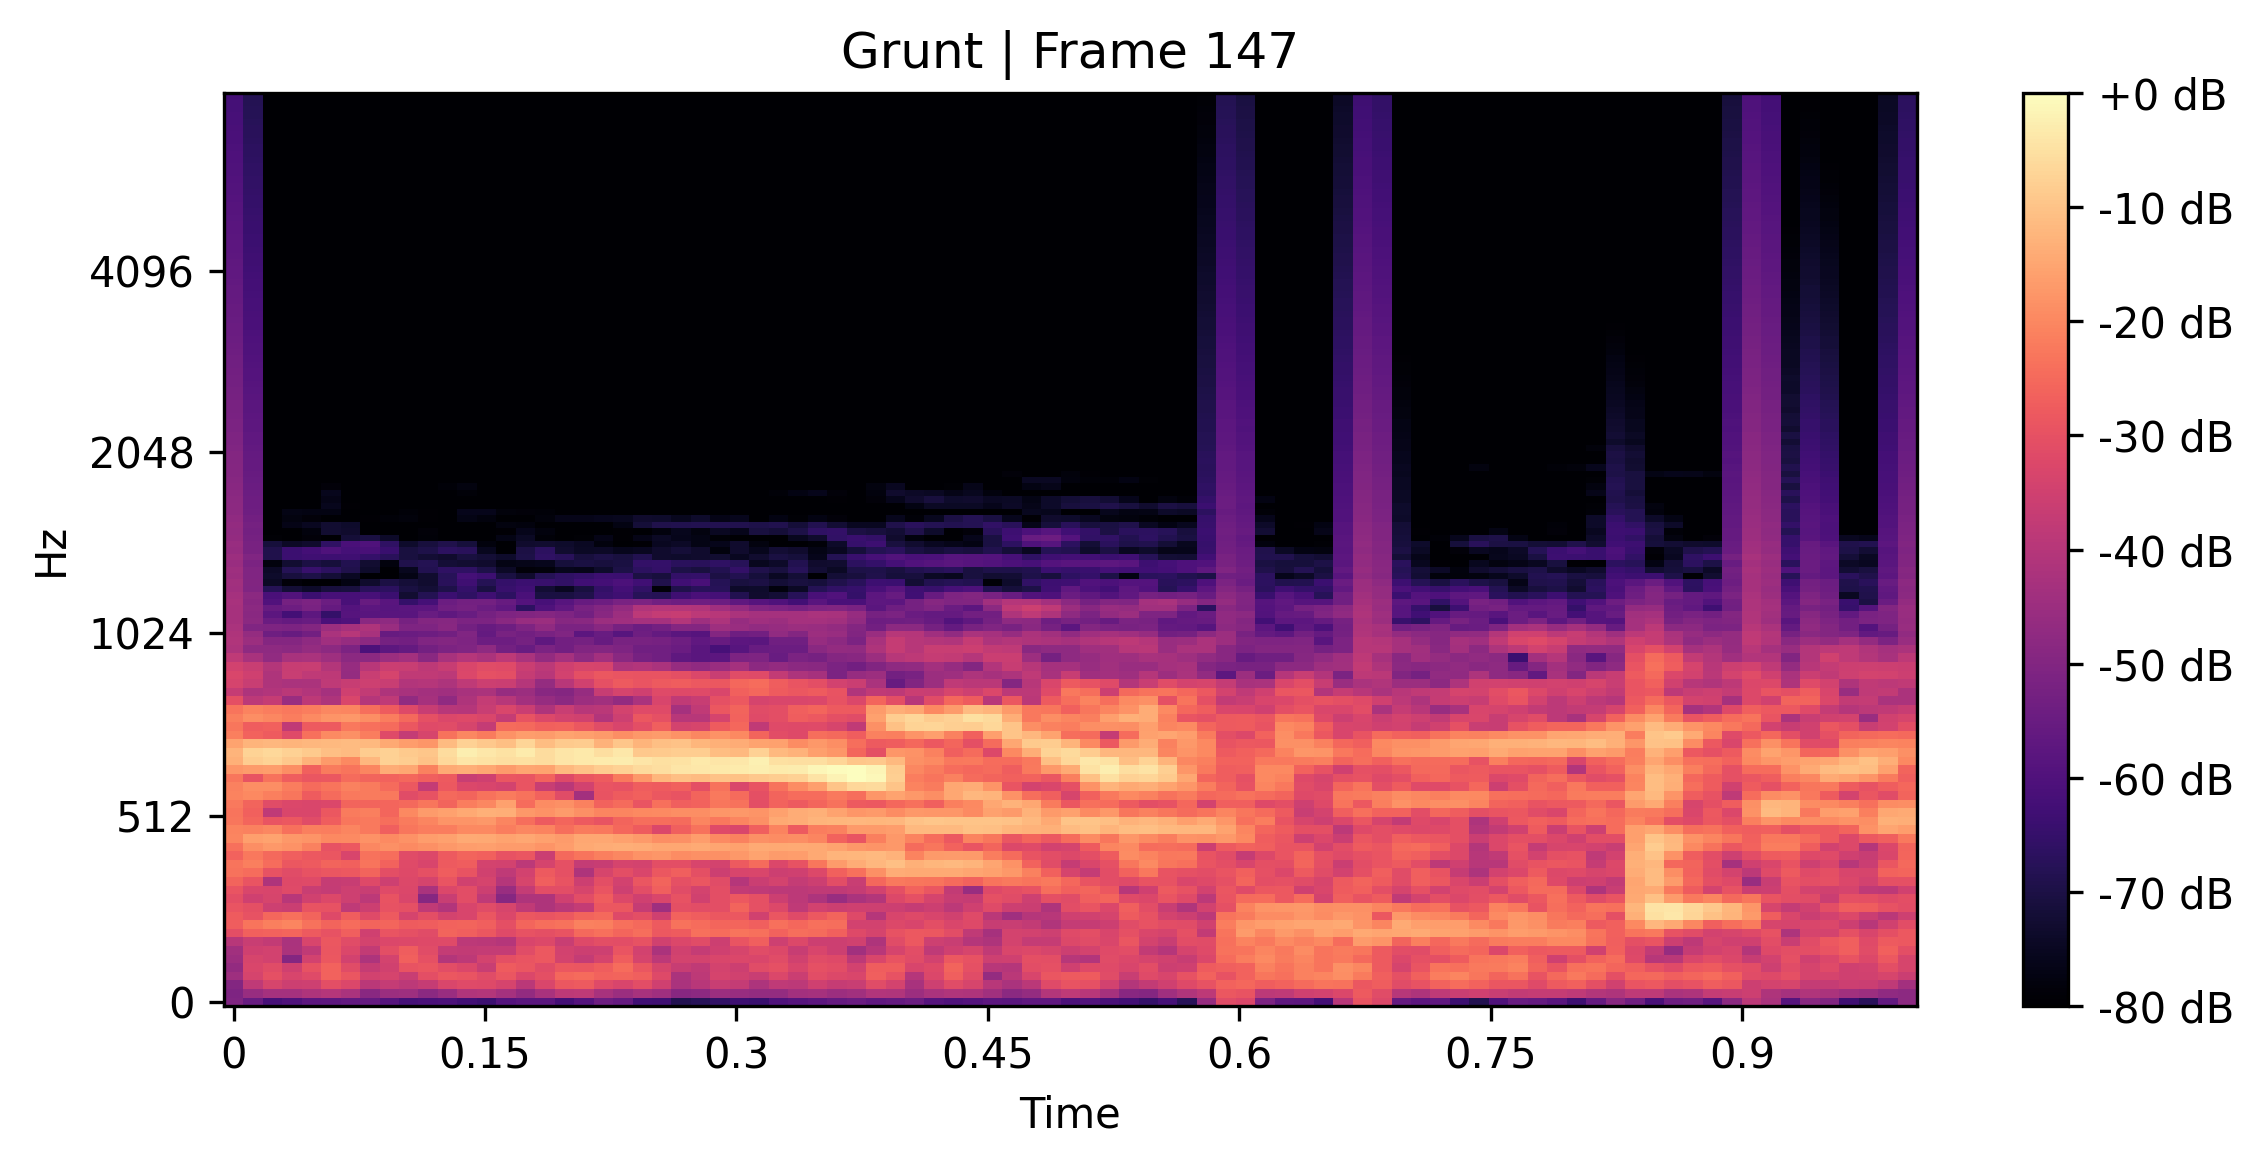 Grunt | Frame 147
+0 dB
-10 dB
-20 dB
-30 dB
-40 dB
-50 dB
-60 dB
-70 dB
-80 dB
Hz
4096
2048
1024
512
0
0
0.15
0.3
0.45
0.6
0.75
0.9
Time